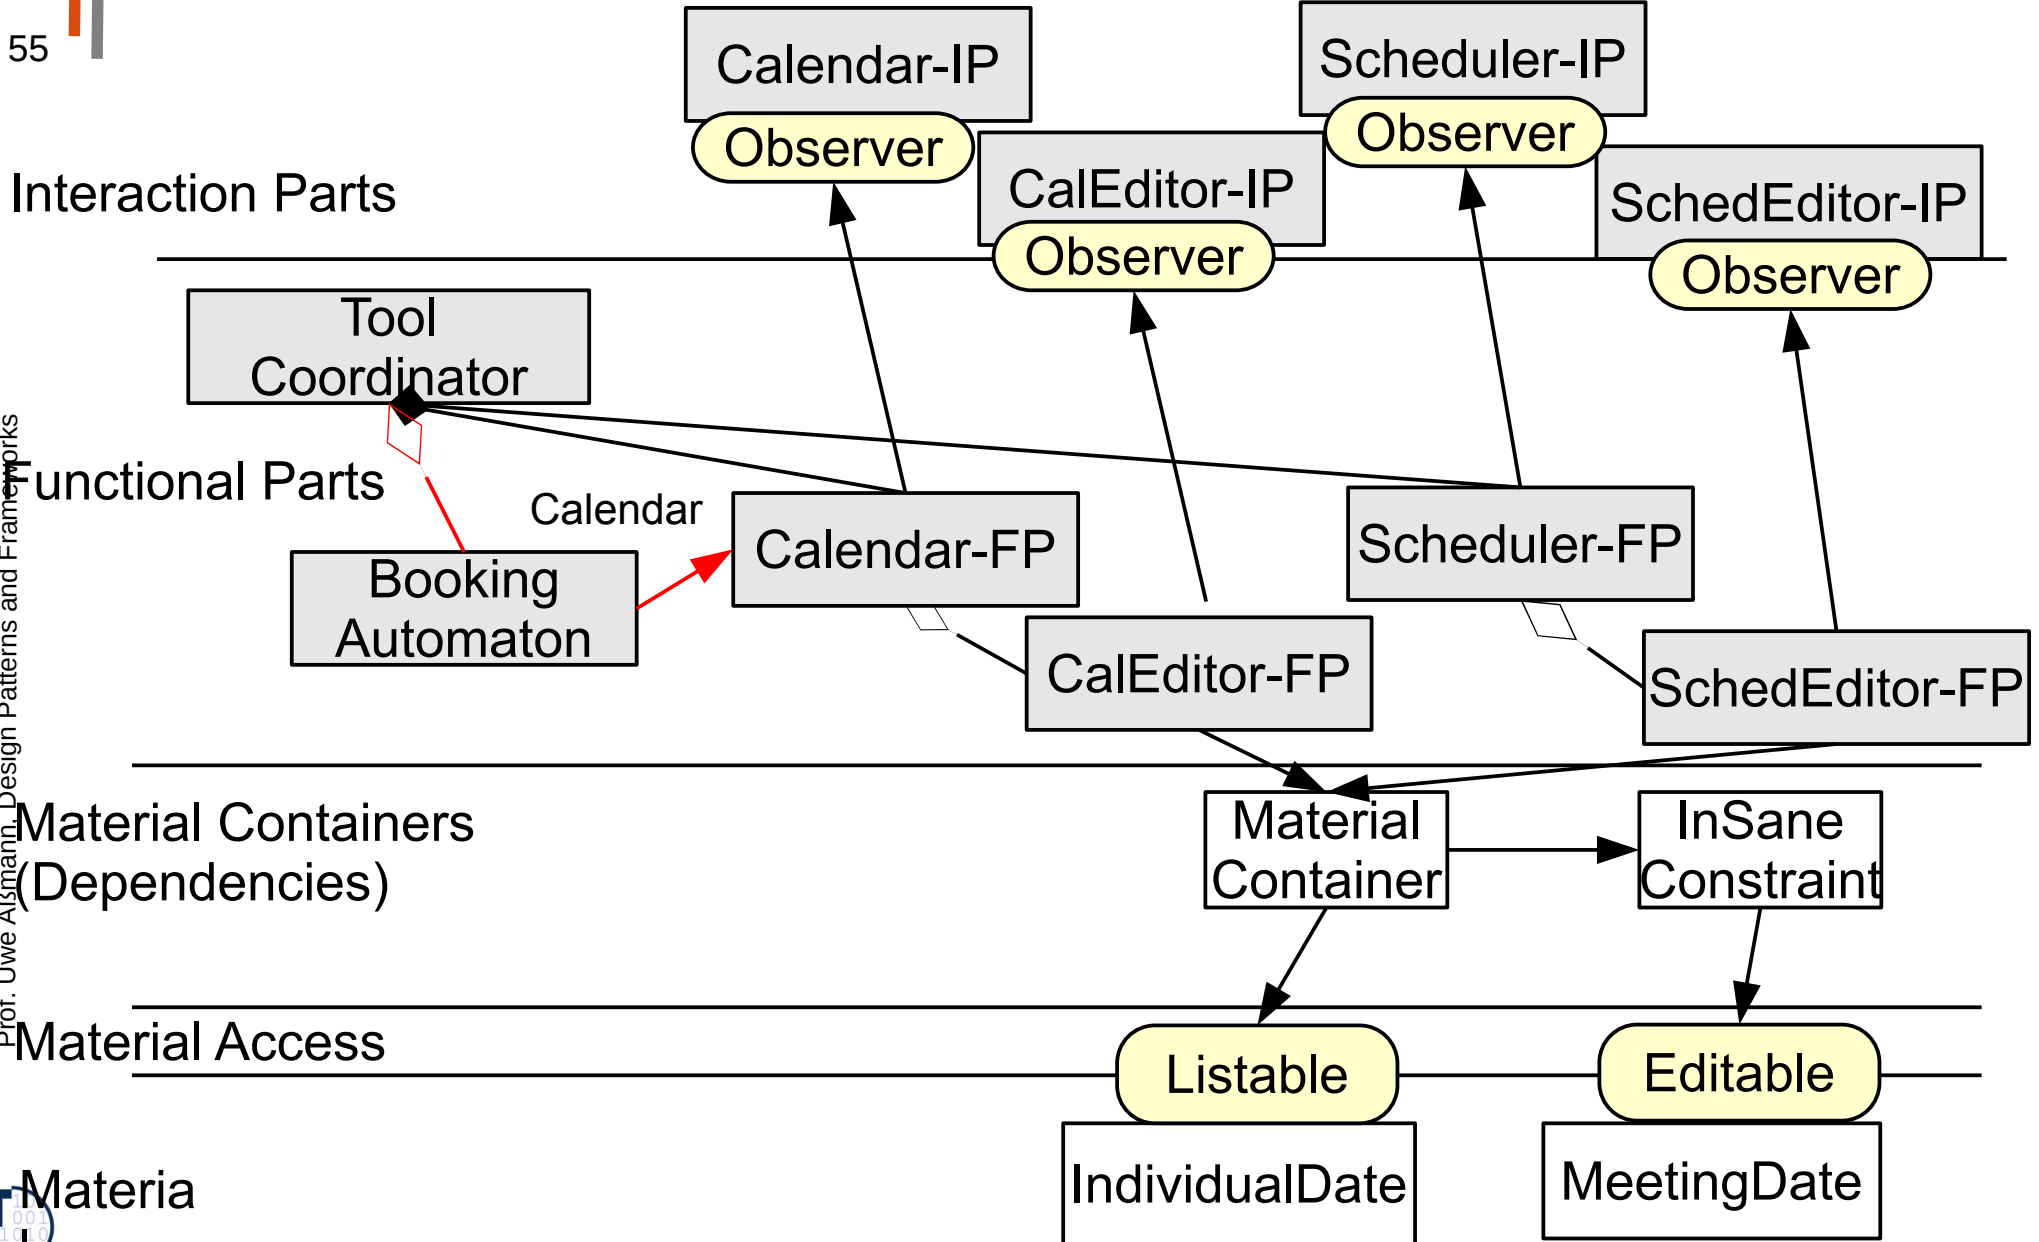 55
Calendar-IP
Scheduler-IP
Observer
Observer
Interaction Parts
CalEditor-IP
SchedEditor-IP
Observer
Observer
Tool
Coordinator
Functional Parts
Calendar
Calendar-FP
Scheduler-FP
Booking
Automaton
CalEditor-FP
SchedEditor-FP
Prof. Uwe Aßmann, Design Patterns and Frameworks
Material Containers
(Dependencies)
Material
Container
InSane
Constraint
Material Access
Listable
Editable
Materia
l
IndividualDate
MeetingDate